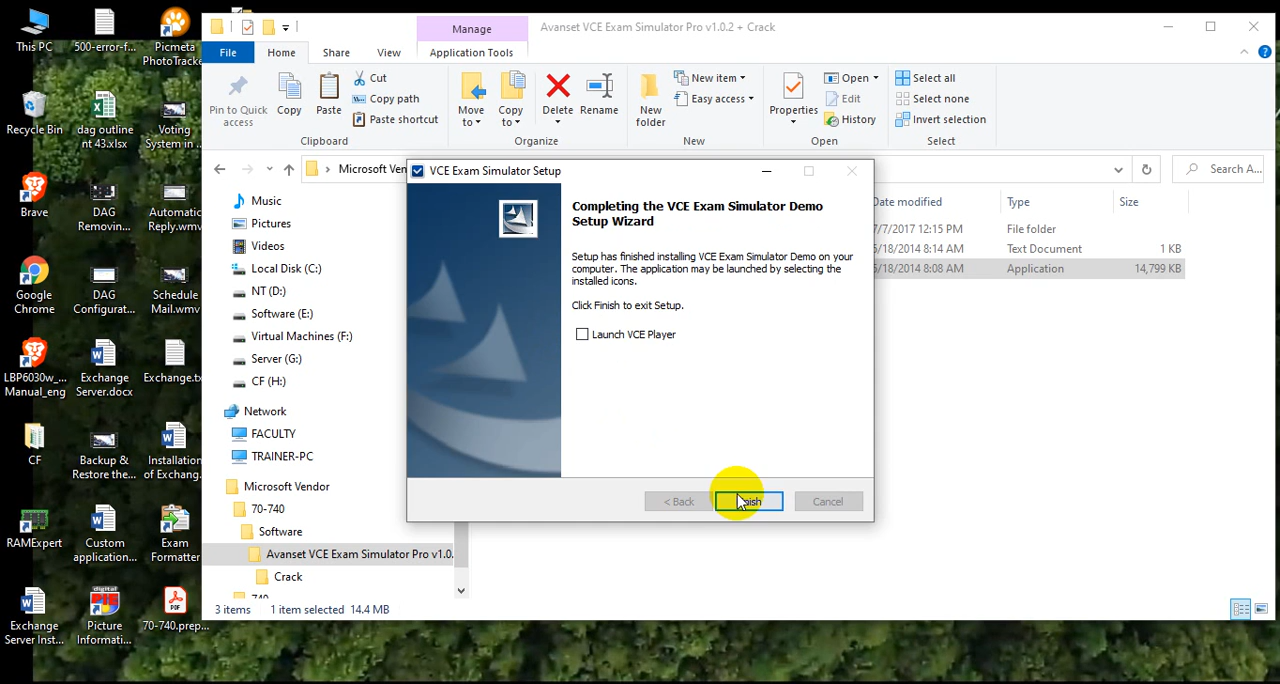 This PC
500-error-f...
Picmeta
PhotoTracke
Recycle Bin
dag outline
nt 43.xlsx
Voting
System in ...
Brave
DAG
Removin...
Automatic
Reply.wmv
Google
Chrome
DAG
Configurat...
Schedule
Mail.wmv
LBP6030w_...
Manual_eng
Exchange
Server.docx
Exchange.tx
CF
Backup &
Restore the...
Installation
of Exchang.
RAMExpert
Custom
application...
Exam
Formatter
Exchange
Server Inst...
digital
Picture
Informati...
PDF
70-740.prep...
Manage
Avanset VCE Exam Simulator Pro v1.0.2 + Crack
File
Home
Share
View
Application Tools
Pin to Quick
access
Copy
Paste
Cut
Copy path
Paste shortcut
Clipboard
Move
to
Copy
to
Delete
Rename
Organize
New
folder
New item
Easy access
New
Properties
Open
Edit
History
Open
Select all
Select none
Invert selection
Select
Microsoft Ven
Search A...
Music
Pictures
Videos
Local Disk (C:)
NT (D:)
Software (E:)
Virtual Machines (F:)
Server (G:)
CF (H:)
Network
FACULTY
TRAINER-PC
Microsoft Vendor
70-740
Software
Avanset VCE Exam Simulator Pro v1.0.
Crack
740
Date modified
Type
Size
7/7/2017 12:15 PM
File folder
5/18/2014 8:14 AM
Text Document
1 KB
5/18/2014 8:08 AM
Application
14,799 KB
VCE Exam Simulator Setup
Completing the VCE Exam Simulator Demo
Setup Wizard
Setup has finished installing VCE Exam Simulator Demo on your
computer. The application may be launched by selecting the
installed icons.
Click Finish to exit Setup.
Launch VCE Player
< Back
Finish
Cancel
3 items
1 item selected 14.4 MB